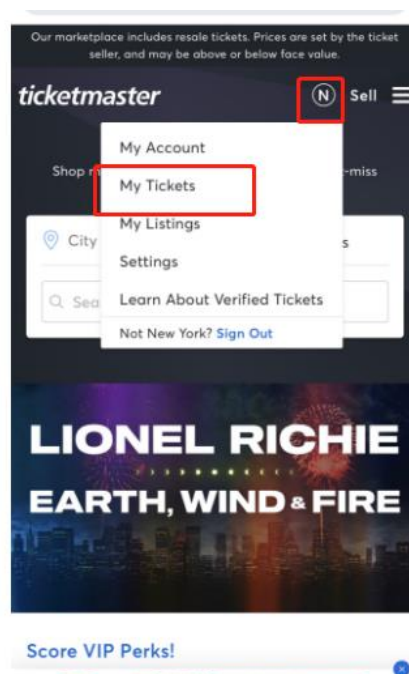 Our marketplace includes resale tickets. Prices are set by the ticket
seller, and may be above or below face value.
ticketmaster
N Sell
My Account
Shop
-miss
My Tickets
My Listings
City
s
Settings
Learn About Verified Tickets
Sea
Not New York? Sign Out
LIONEL RICHIE
EARTH, WIND & FIRE
Score VIP Perks!